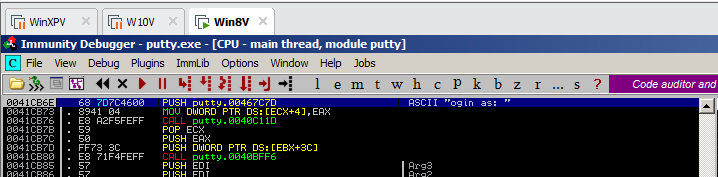 WinXPV × W10V × Win8V ×
Immunity Debugger - putty.exe - [CPU - main thread, module putty]
C File View Debug Plugins ImmLib Options Window Help Jobs
l e m t w h c p k b z r ... s ? Code auditor and
0041CB6E 68 7D7C4600 PUSH putty.00467C7D ASCII "ogin as: "
0041CB73 . 8941 04 MOV DWORD PTR DS:[ECX+4],EAX
0041CB76 . E8 A2F5FEFF CALL putty.0040C11D
0041CB7B . 59 POP ECX
0041CB7C . 50 PUSH EAX
0041CB7D . FF73 3C PUSH DWORD PTR DS:[EBX+3C]
0041CB80 . E8 71F4FEFF CALL putty.0040BFF6
0041CB85 . 57 PUSH EDI Arg3
0041CB86 . 57 PUSH EDI Arg2